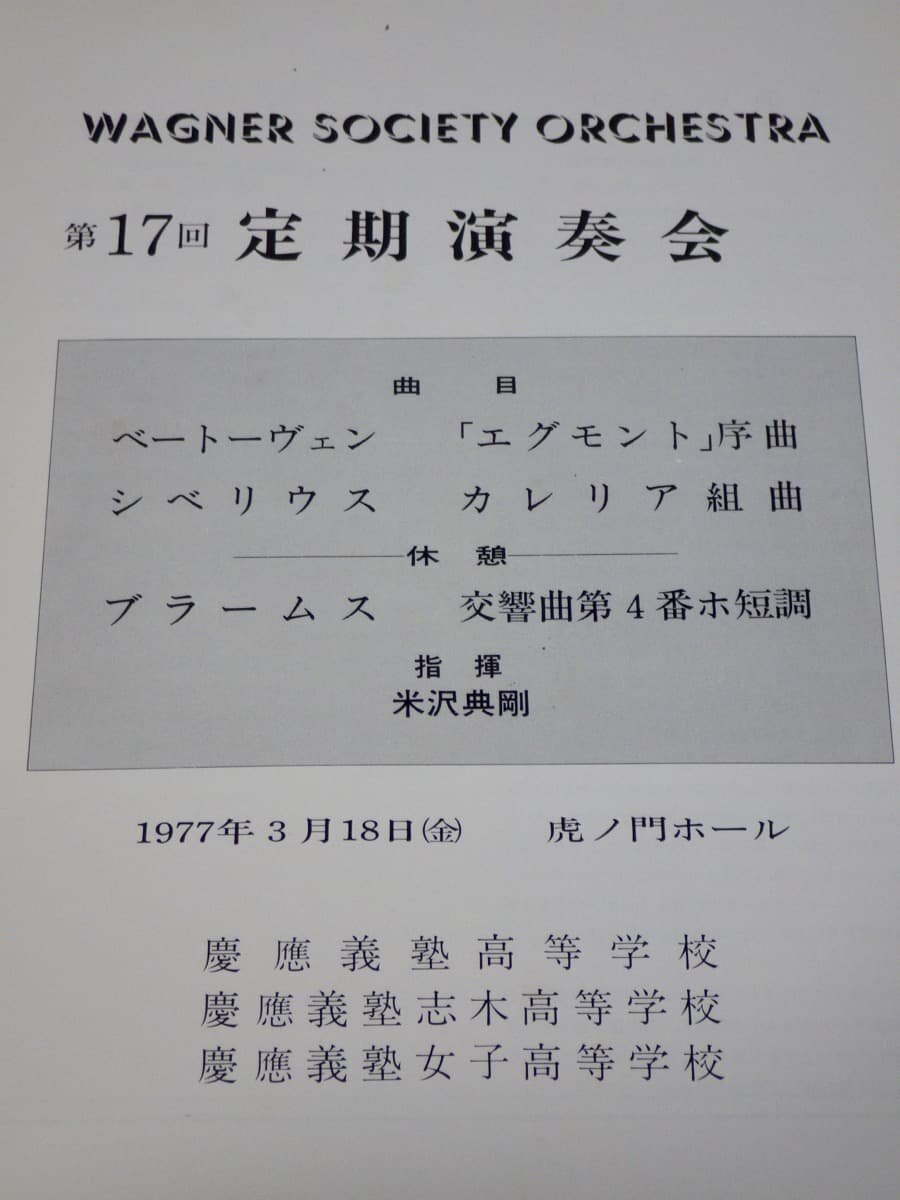 WAGNER SOCIETY ORCHESTRA
第17回 定期演奏会
曲目
ベートーヴェン 「エグモント」序曲
シベリウス カレリア組曲
休憩
ブラームス 交響曲第4番ホ短調
指揮
米沢典剛
1977年3月18日(金) 虎ノ門ホール
慶應義塾高等学校
慶應義塾志木高等学校
慶應義塾女子高等学校